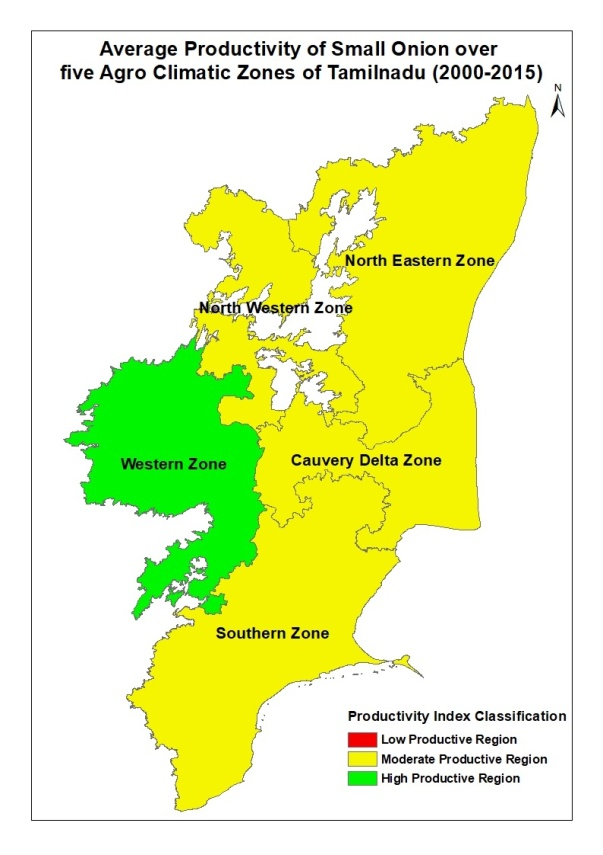 Average Productivity of Small Onion over
five Agro Climatic Zones of Tamilnadu (2000-2015)
N
North Eastern Zone
North Western Zone
Western Zone
Cauvery Delta Zone
Southern Zone
Productivity Index Classification
Low Productive Region
Moderate Productive Region
High Productive Region